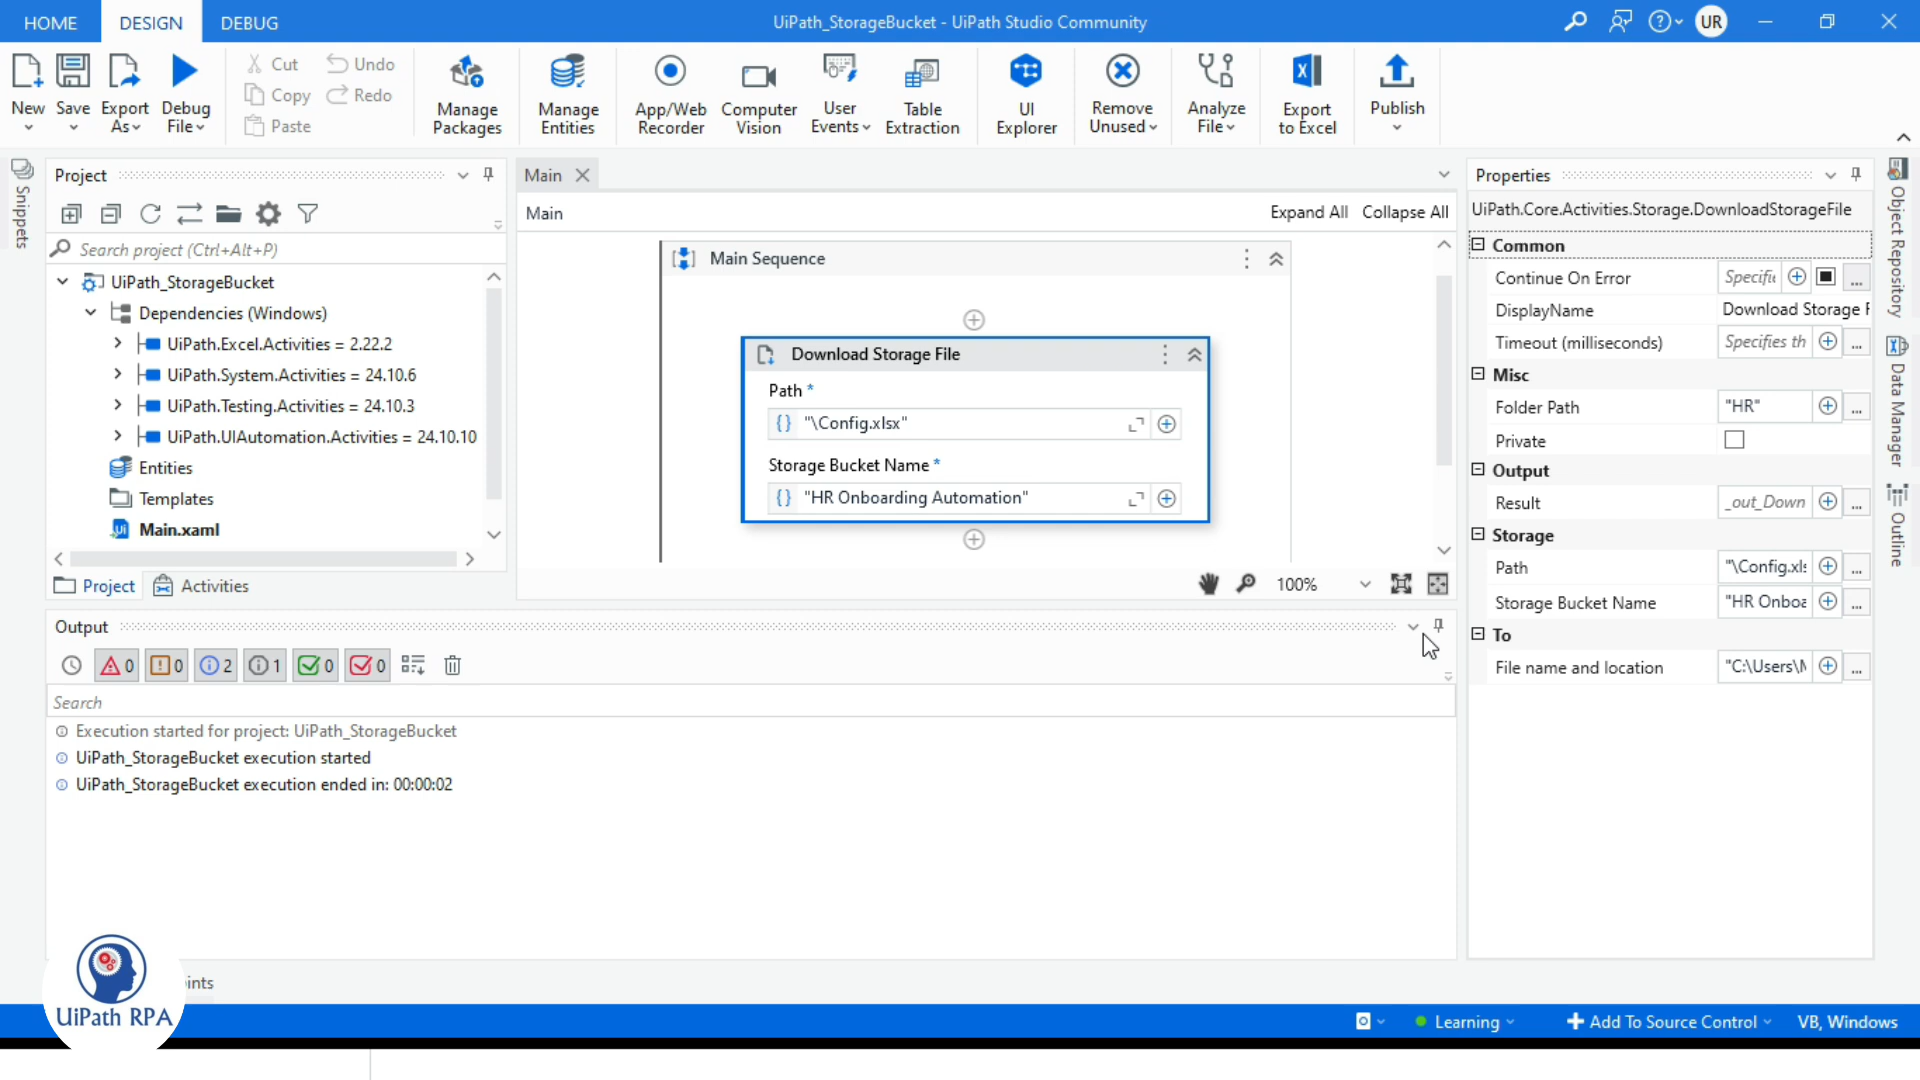 HOME DESIGN DEBUG UiPath_StorageBucket - UiPath Studio Community UR
New Save Export As Debug File Cut Undo Copy Redo Paste Manage Packages Manage Entities App/Web Recorder Computer Vision User Events Table Extraction UI Explorer Remove Unused Analyze File Export to Excel Publish
Snippets
Project
Search project (Ctrl+Alt+P)
UiPath_StorageBucket
Dependencies (Windows)
UiPath.Excel.Activities = 2.22.2
UiPath.System.Activities = 24.10.6
UiPath.Testing.Activities = 24.10.3
UiPath.UIAutomation.Activities = 24.10.10
Entities
Templates
Main.xaml
Project Activities
Main
Main Expand All Collapse All
Main Sequence
Download Storage File
Path *
{} "\Config.xlsx"
Storage Bucket Name *
{} "HR Onboarding Automation"
100%
Properties
UiPath.Core.Activities.Storage.DownloadStorageFile
Common
Continue On Error Specifi ...
DisplayName Download Storage F
Timeout (milliseconds) Specifies th ...
Misc
Folder Path "HR" ...
Private
Output
Result _out_Down ...
Storage
Path "\Config.xls ...
Storage Bucket Name "HR Onboa ...
To
File name and location "C:\Users\M ...
Object Repository
Data Manager
Outline
Output
0 0 2 1 0 0
Search
Execution started for project: UiPath_StorageBucket
UiPath_StorageBucket execution started
UiPath_StorageBucket execution ended in: 00:00:02
ints
UiPath RPA
Learning Add To Source Control VB, Windows